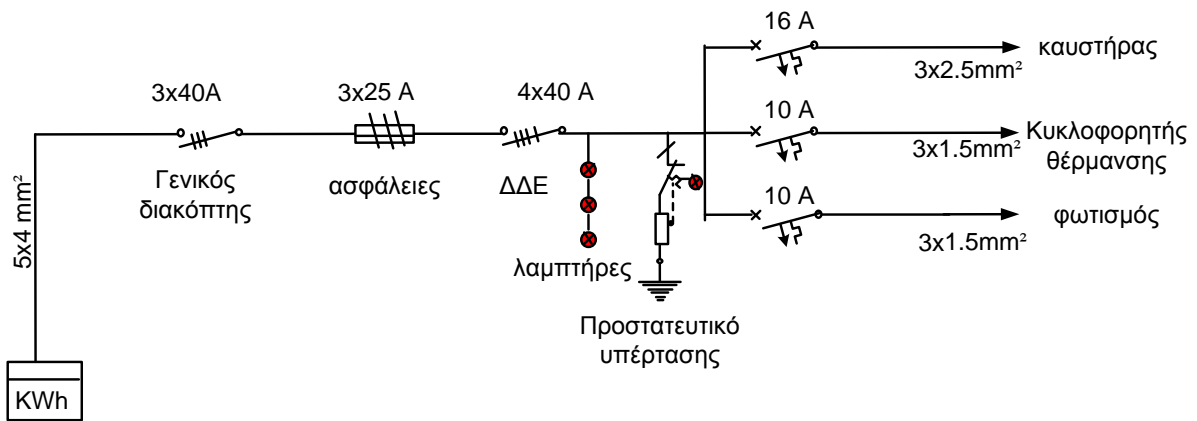 16 A
καυστήρας
3x2.5mm²
3x40A
3x25 A
4x40 A
10 A
Κυκλοφορητής
θέρμανσης
3x1.5mm²
Γενικός
διακόπτης
ασφάλειες
ΔΔΕ
10 A
φωτισμός
3x1.5mm²
5x4 mm²
λαμπτήρες
Προστατευτικό
υπέρτασης
KWh